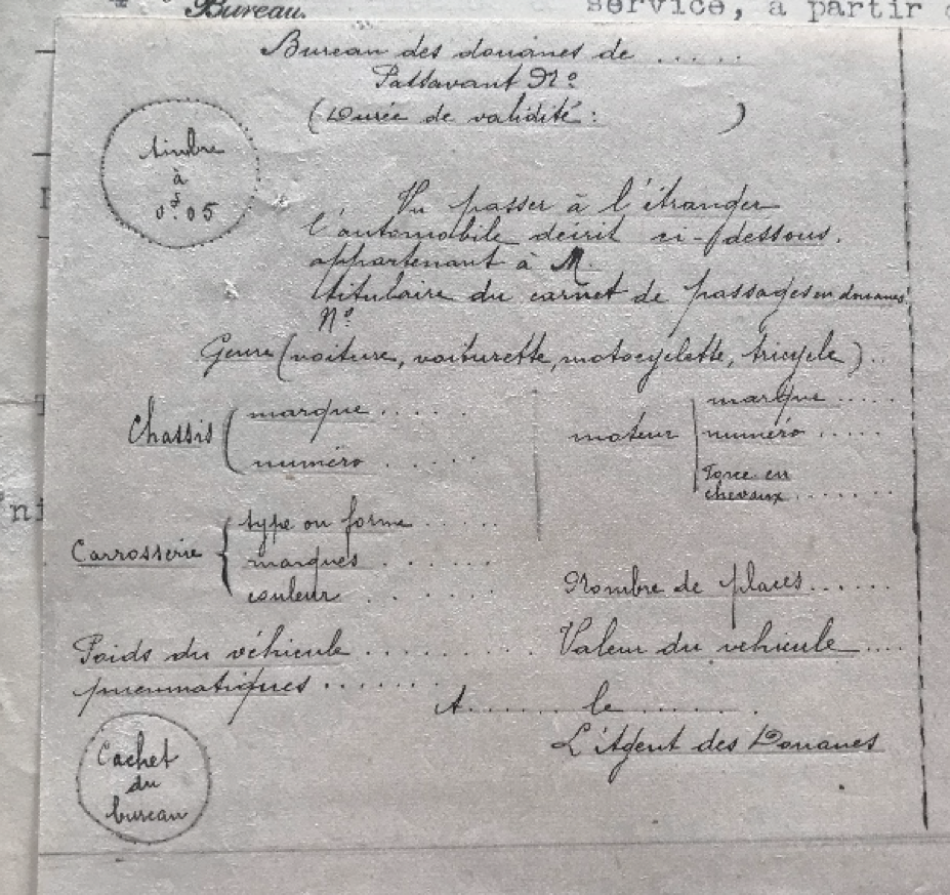 Bureau.
service, à partir
Bureau des douanes de .....
Passavant No
(Durée de validité : )
timbre
à
0f.05
Vu passer à l'étranger
l'automobile décrit ci-dessous.
appartenant à M.
titulaire du carnet de passages en douanes
No
Genre (voiture, voiturette, motocyclette, tricycle) ..
Chassis
marque .....
numéro .....
moteur
marque .....
numéro .....
Force en
chevaux .......
Carrosserie
type ou forme .....
marques ......
couleur ......
Nombre de places ......
Poids du véhicule .........
Valeur du véhicule ....
pneumatiques .......
A ...... le .......
L'Agent des Douanes
Cachet
du
bureau